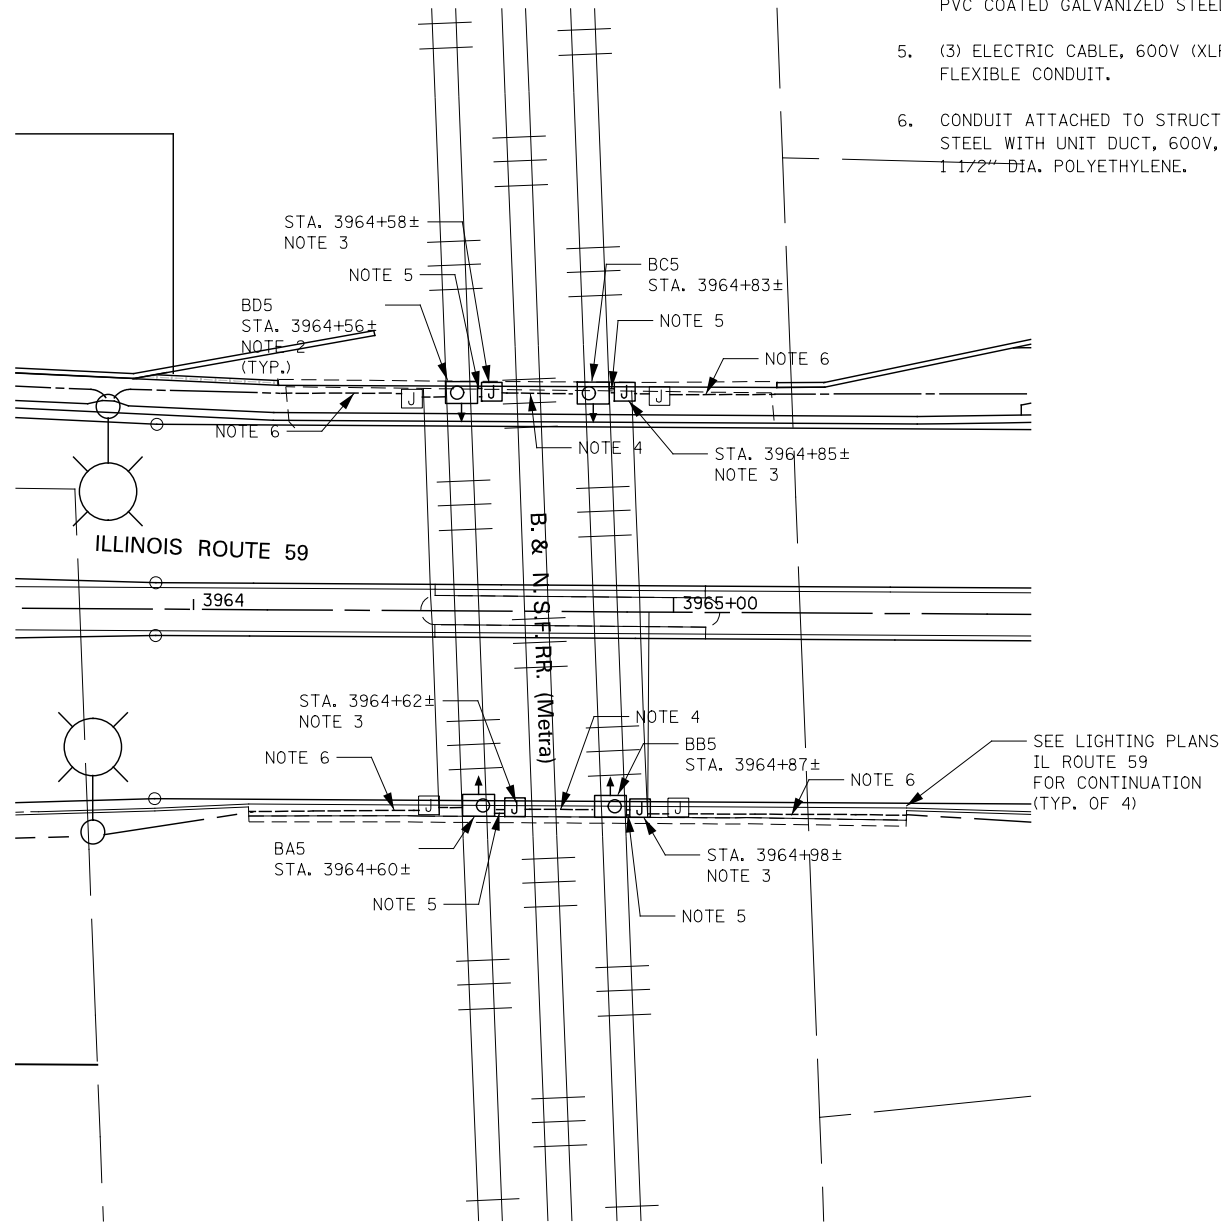 PVC COATED GALVANIZED STEEL
5. (3) ELECTRIC CABLE, 600V
FLEXIBLE CONDUIT.
6. CONDUIT ATTACHED TO
STEEL WITH UNIT DUCT, 600V,
1 1/2" DIA. POLYETHYLENE.
STA. 3964+58±
NOTE 3
NOTE 5
BC5
STA. 3964+83±
BD5
STA. 3964+56±
NOTE 2
(TYP.)
NOTE 5
NOTE 6
J
J
J
J
NOTE 6
NOTE 4
STA. 3964+85±
NOTE 3
ILLINOIS ROUTE 59
B. & N.S.F. RR. (Metra)
3964
3965+00
STA. 3964+62±
NOTE 3
NOTE 4
NOTE 6
BB5
STA. 3964+87±
NOTE 6
SEE LIGHTING PLANS
IL ROUTE 59
FOR CONTINUATION
(TYP. OF 4)
J
J
J
J
BA5
STA. 3964+60±
STA. 3964+98±
NOTE 3
NOTE 5
NOTE 5